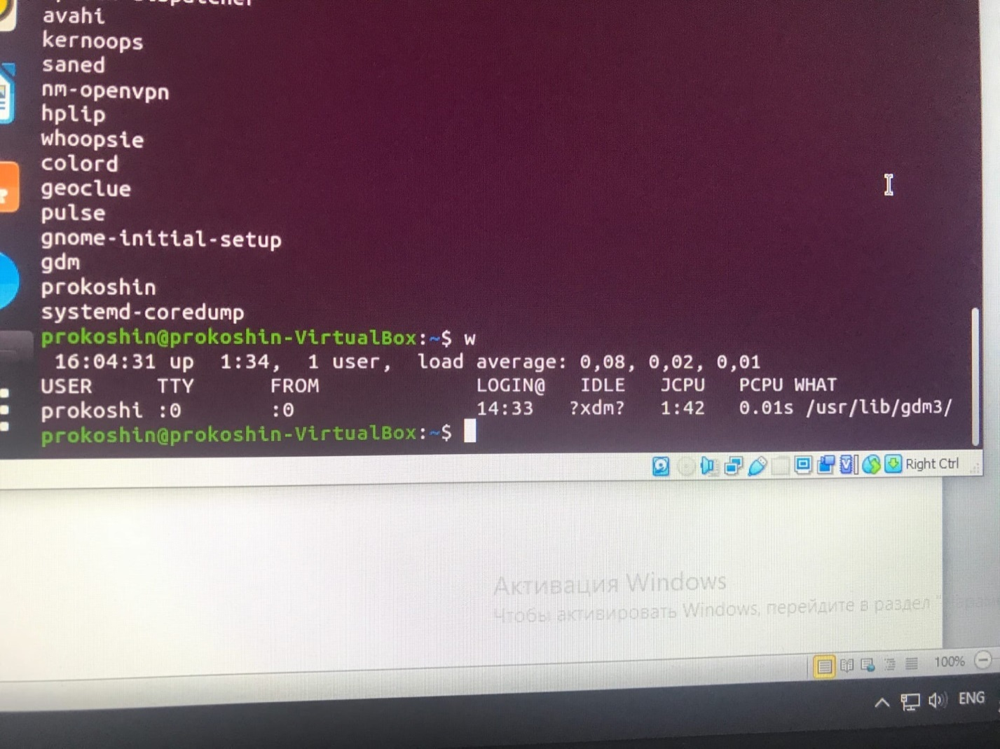 avahi
kernoops
saned
nm-openvpn
hplip
whoopsie
colord
geoclue
pulse
gnome-initial-setup
gdm
prokoshin
systemd-coredump
prokoshin@prokoshin-VirtualBox:~$ w
 16:04:31 up  1:34,  1 user,  load average: 0,08, 0,02, 0,01
USER     TTY      FROM             LOGIN@   IDLE   JCPU   PCPU WHAT
prokoshi :0       :0               14:33   ?xdm?   1:42   0.01s /usr/lib/gdm3/
prokoshin@prokoshin-VirtualBox:~$
Right Ctrl
Активация Windows
Чтобы активировать Windows, перейдите в раздел "
100%
ENG